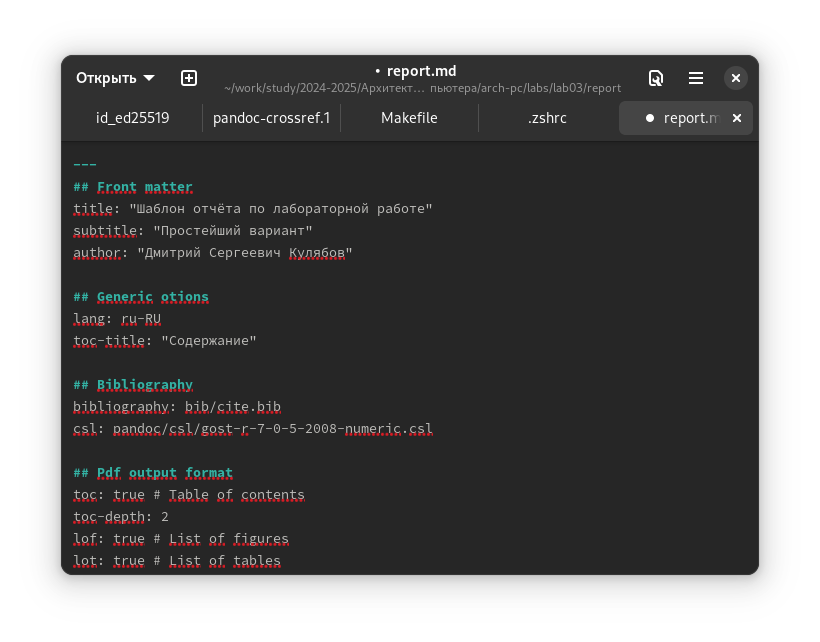 Открыть
• report.md
~/work/study/2024-2025/Архитект… пьютера/arch-pc/labs/lab03/report
id_ed25519
pandoc-crossref.1
Makefile
.zshrc
● report.m
---
## Front matter
title: "Шаблон отчёта по лабораторной работе"
subtitle: "Простейший вариант"
author: "Дмитрий Сергеевич Кулябов"
## Generic otions
lang: ru-RU
toc-title: "Содержание"
## Bibliography
bibliography: bib/cite.bib
csl: pandoc/csl/gost-r-7-0-5-2008-numeric.csl
## Pdf output format
toc: true # Table of contents
toc-depth: 2
lof: true # List of figures
lot: true # List of tables